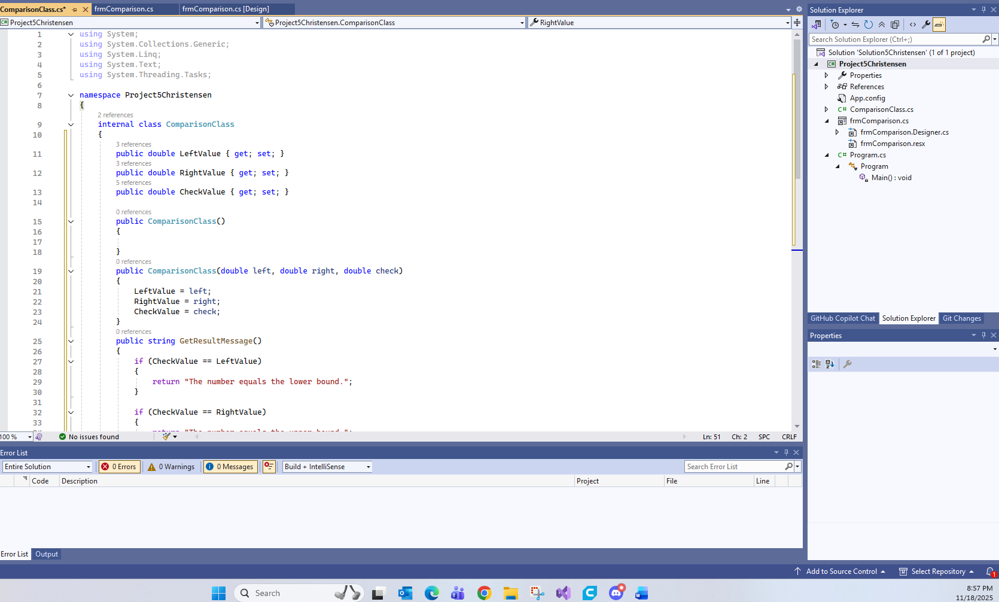 ComparisonClass.cs*
frmComparison.cs
frmComparison.cs [Design]
Project5Christensen
Project5Christensen.ComparisonClass
RightValue
1 using System;
2 using System.Collections.Generic;
3 using System.Linq;
4 using System.Text;
5 using System.Threading.Tasks;
6
7 namespace Project5Christensen
8 {
2 references
9 internal class ComparisonClass
10 {
3 references
11 public double LeftValue { get; set; }
3 references
12 public double RightValue { get; set; }
5 references
13 public double CheckValue { get; set; }
14
0 references
15 public ComparisonClass()
16 {
17
18 }
0 references
19 public ComparisonClass(double left, double right, double check)
20 {
21 LeftValue = left;
22 RightValue = right;
23 CheckValue = check;
24 }
0 references
25 public string GetResultMessage()
26 {
27 if (CheckValue == LeftValue)
28 {
29 return "The number equals the lower bound.";
30 }
31
32 if (CheckValue == RightValue)
33 {
return "The number equals the upper bound.";
100 %
No issues found
Ln: 51 Ch: 2 SPC CRLF
Error List
Entire Solution
0 Errors
0 Warnings
0 Messages
Build + IntelliSense
Search Error List
Code Description Project File Line
Error List
Output
Solution Explorer
Search Solution Explorer (Ctrl+;)
Solution 'Solution5Christensen' (1 of 1 project)
C# Project5Christensen
Properties
References
App.config
C# ComparisonClass.cs
frmComparison.cs
frmComparison.Designer.cs
frmComparison.resx
C# Program.cs
Program
Main() : void
GitHub Copilot Chat
Solution Explorer
Git Changes
Properties
Add to Source Control
Select Repository
1
Search
8:57 PM
11/18/2025